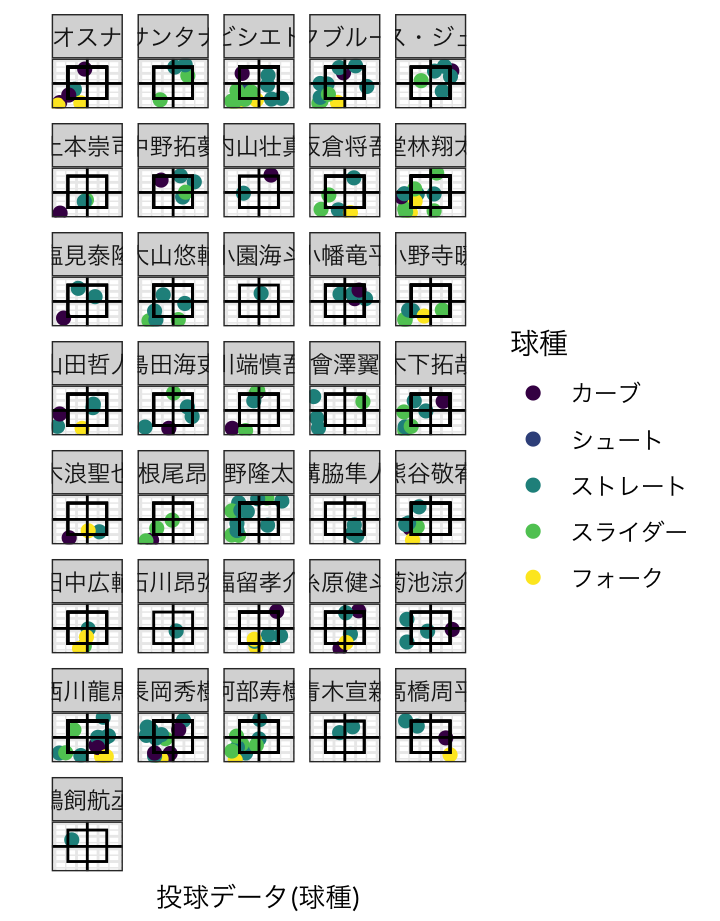 オスナ
サンタナ
ビシエド
クブルー
ス・ジュ
上本崇司
中野拓夢
内山壮真
坂倉将吾
堂林翔太
塩見泰隆
大山悠輔
小園海斗
小幡竜平
小野寺暖
山田哲人
島田海吏
川端慎吾
會澤翼
木下拓哉
木浪聖也
根尾昂
野隆太
溝脇隼人
熊谷敬宥
田中広輔
石川昂弥
福留孝介
糸原健斗
菊池涼介
西川龍馬
長岡秀樹
阿部寿樹
青木宣親
高橋周平
鵜飼航丞
球種
カーブ
シュート
ストレート
スライダー
フォーク
投球データ(球種)